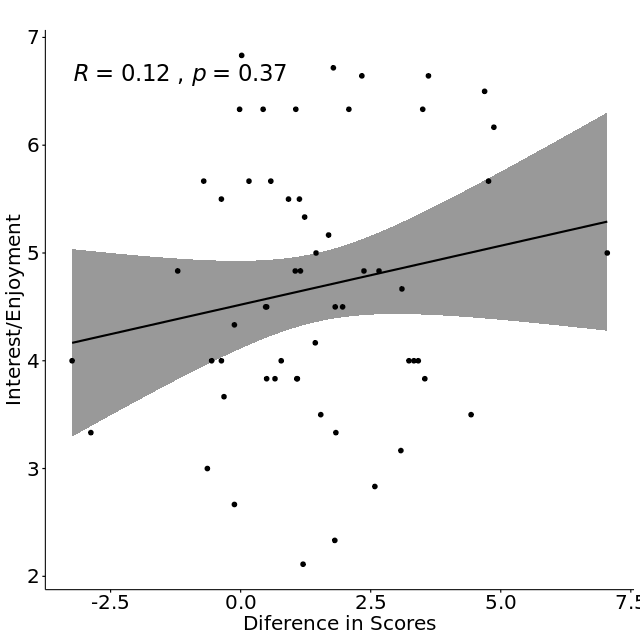 7
R = 0.12 , p = 0.37
6
5
4
3
2
Interest/Enjoyment
-2.5 0.0 2.5 5.0 7.5
Diference in Scores